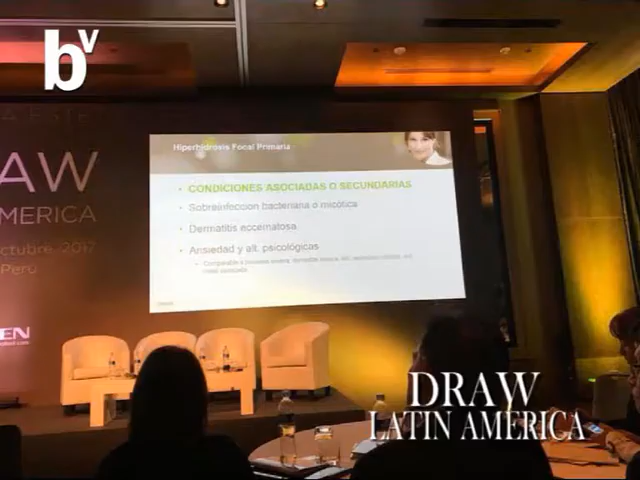 bv
AW
MERICA
ctubre - 2017
Perú
EN
Hiperhidrosis Focal Primaria
• CONDICIONES ASOCIADAS O SECUNDARIAS
• Sobreinfeccion bacteriana o micótica
• Dermatitis eccematosa
• Ansiedad y alt. psicológicas
DRAW
LATIN AMERICA